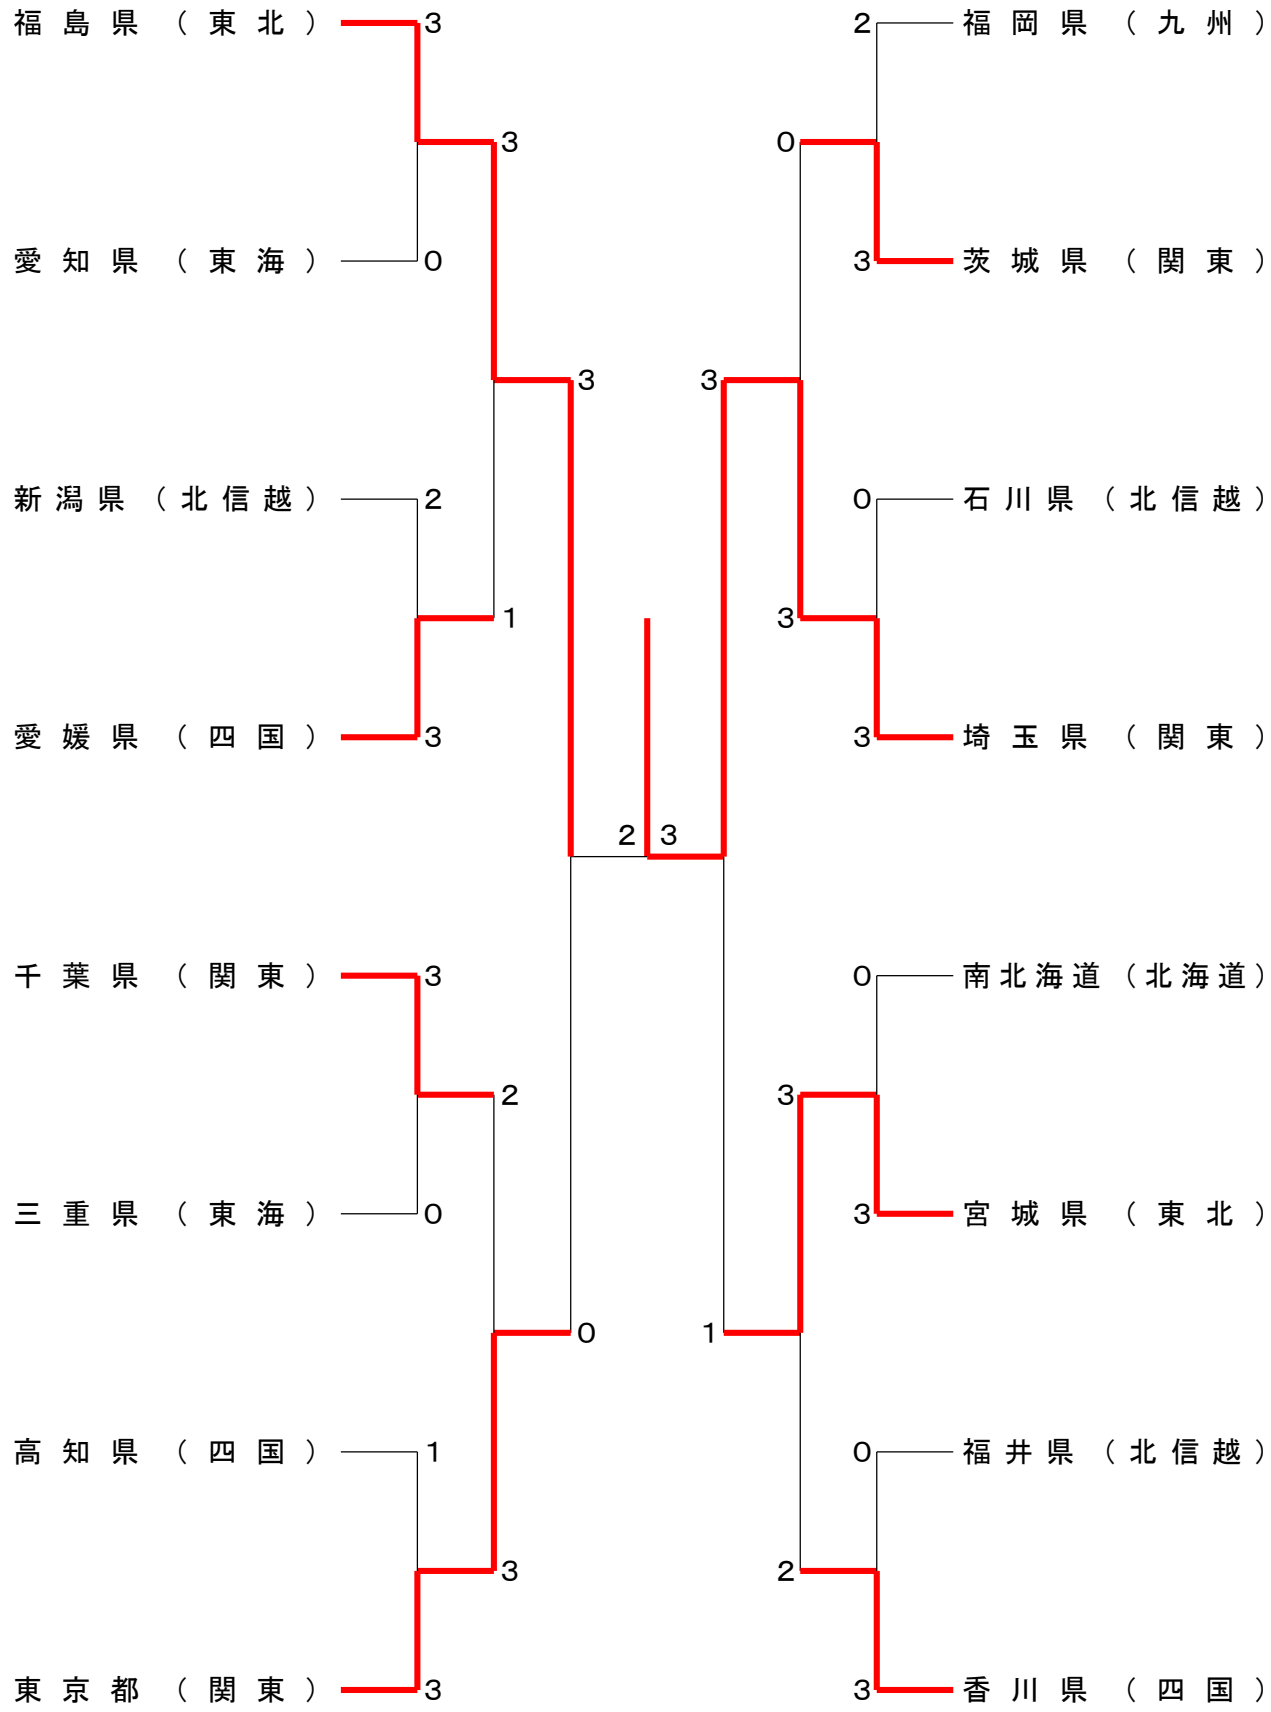 福島県（東北） 3
2 福岡県（九州）
3
0
愛知県（東海） 0
3 茨城県（関東）
3
3
新潟県（北信越） 2
0 石川県（北信越）
1
3
愛媛県（四国） 3
3 埼玉県（関東）
2 3
千葉県（関東） 3
0 南北海道（北海道）
2
3
三重県（東海） 0
3 宮城県（東北）
0
1
高知県（四国） 1
0 福井県（北信越）
3
2
東京都（関東） 3
3 香川県（四国）